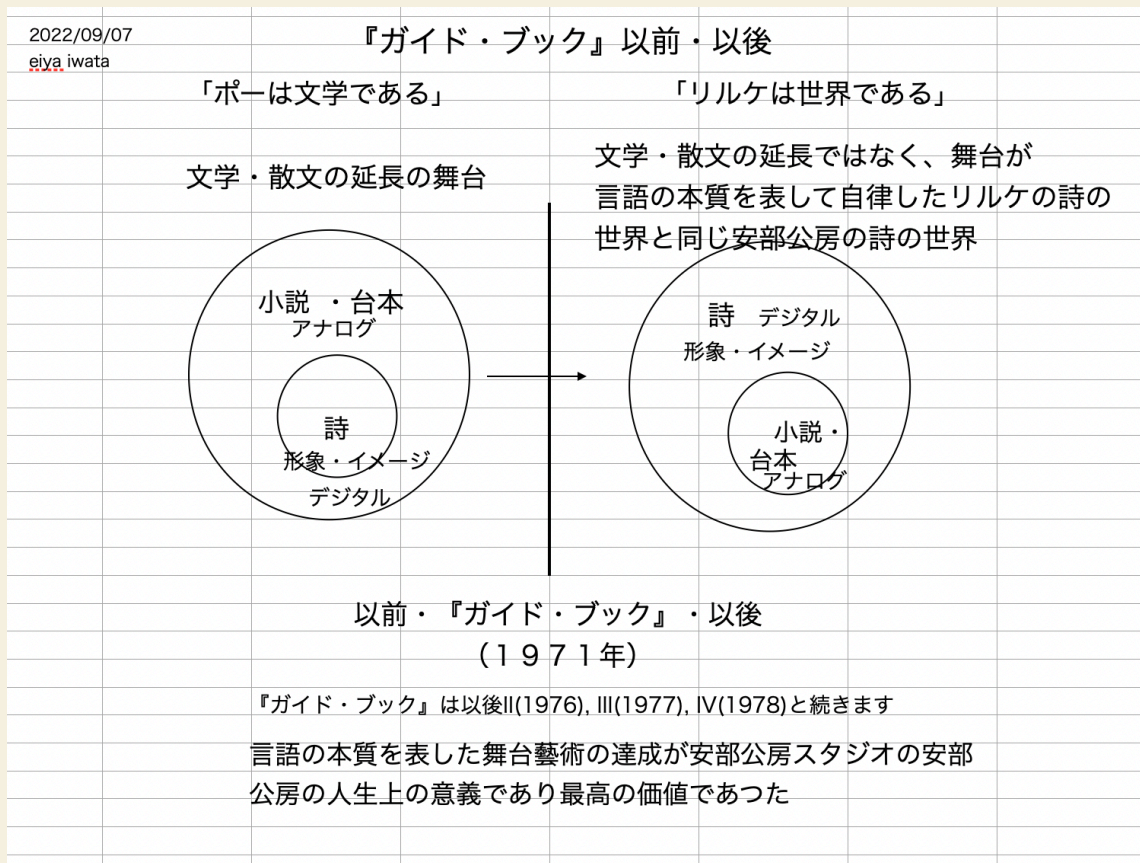 2022/09/07
eiya iwata
『ガイド・ブック』以前・以後
「ポーは文学である」
「リルケは世界である」
文学・散文の延長の舞台
文学・散文の延長ではなく、舞台が
言語の本質を表して自律したリルケの詩の
世界と同じ安部公房の詩の世界
小説 ・台本
アナログ
詩
形象・イメージ
デジタル
詩 デジタル
形象・イメージ
小説・
台本
アナログ
以前・『ガイド・ブック』・以後
（１９７１年）
『ガイド・ブック』は以後II(1976), III(1977), IV(1978)と続きます
言語の本質を表した舞台藝術の達成が安部公房スタジオの安部
公房の人生上の意義であり最高の価値であつた